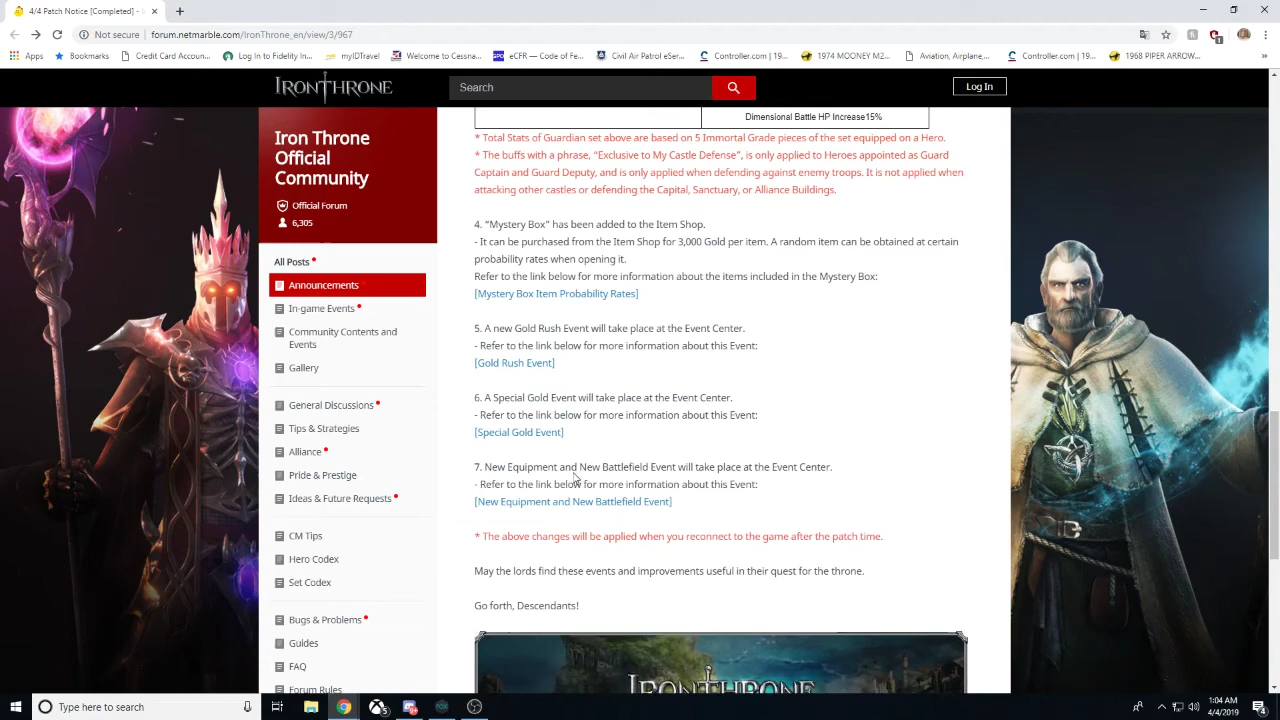 4/4 Patch Notice [Completed] -
Not secure | forum.netmarble.com/IronThrone_en/view/3/967
Apps Bookmarks Credit Card Accou... Log In to Fidelity In... myIDTravel Welcome to Cessna... eCFR — Code of Fe... Civil Air Patrol eSer... Controller.com | 19... 1974 MOONEY M2... Aviation, Airplane,... Controller.com | 19... 1968 PIPER ARROW... »
IRONTHRONE
Search
Log In
Iron Throne
Official
Community
Official Forum
6,305
All Posts
Announcements
In-game Events
Community Contents and
Events
Gallery
General Discussions
Tips & Strategies
Alliance
Pride & Prestige
Ideas & Future Requests
CM Tips
Hero Codex
Set Codex
Bugs & Problems
Guides
FAQ
Forum Rules
Dimensional Battle HP Increase15%
* Total Stats of Guardian set above are based on 5 Immortal Grade pieces of the set equipped on a Hero.
* The buffs with a phrase, “Exclusive to My Castle Defense”, is only applied to Heroes appointed as Guard
Captain and Guard Deputy, and is only applied when defending against enemy troops. It is not applied when
attacking other castles or defending the Capital, Sanctuary, or Alliance Buildings.
4. “Mystery Box” has been added to the Item Shop.
- It can be purchased from the Item Shop for 3,000 Gold per item. A random item can be obtained at certain
probability rates when opening it.
Refer to the link below for more information about the items included in the Mystery Box:
[Mystery Box Item Probability Rates]
5. A new Gold Rush Event will take place at the Event Center.
- Refer to the link below for more information about this Event:
[Gold Rush Event]
6. A Special Gold Event will take place at the Event Center.
- Refer to the link below for more information about this Event:
[Special Gold Event]
7. New Equipment and New Battlefield Event will take place at the Event Center.
- Refer to the link below for more information about this Event:
[New Equipment and New Battlefield Event]
* The above changes will be applied when you reconnect to the game after the patch time.
May the lords find these events and improvements useful in their quest for the throne.
Go forth, Descendants!
IRONTHRONE
Type here to search
1:04 AM
4/4/2019